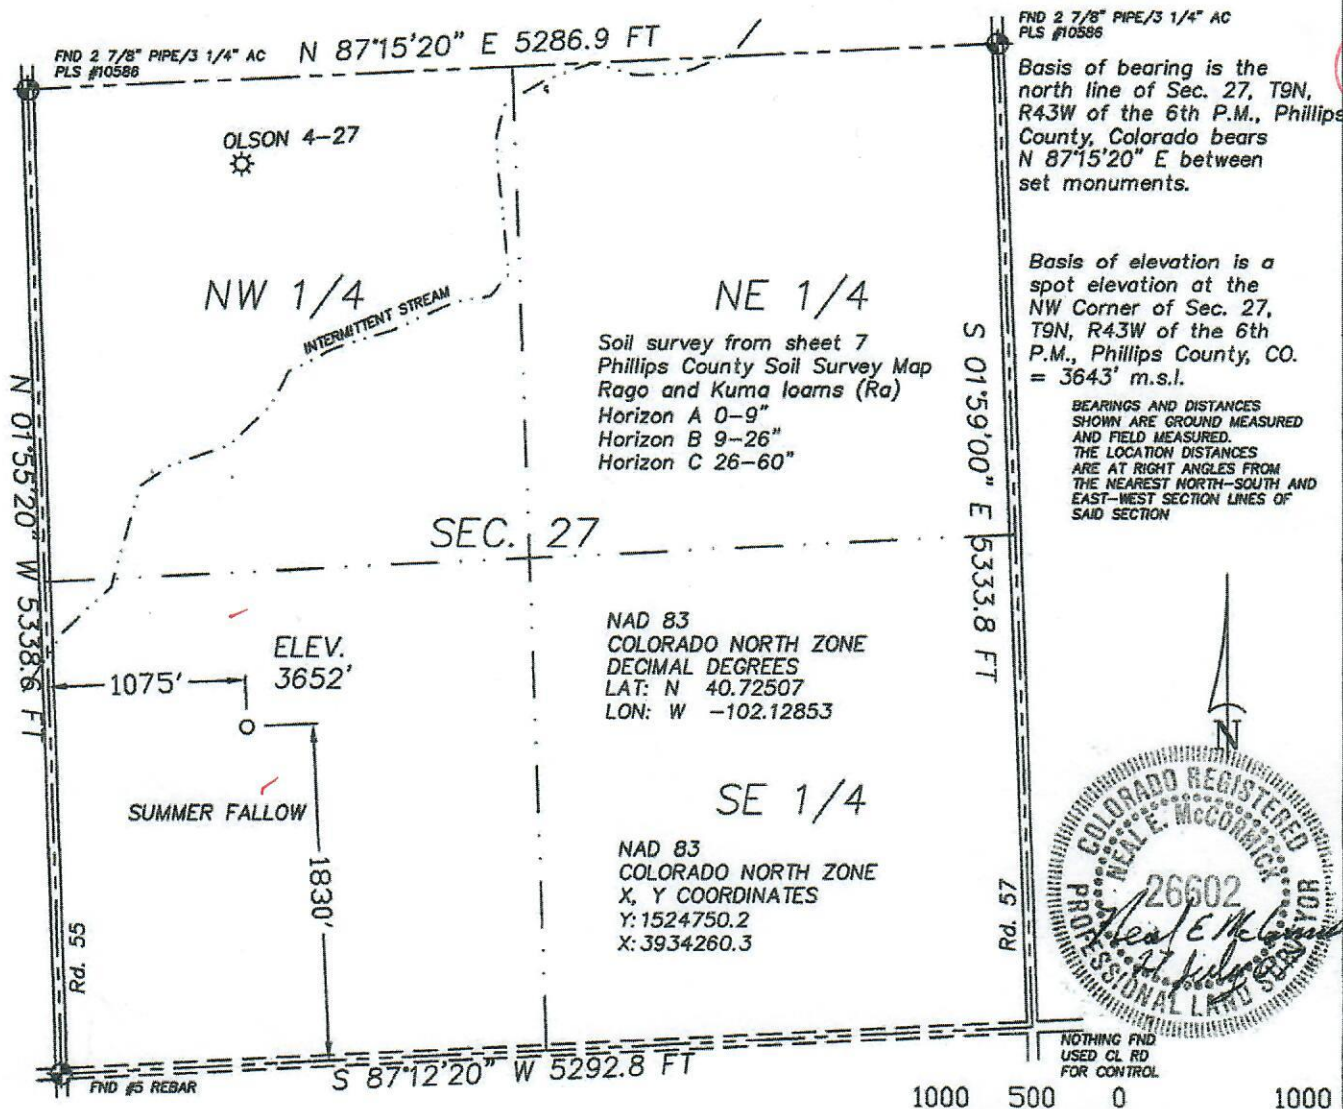 FND 2 7/8" PIPE/3 1/4" AC
PLS #10586
N 87°15'20" E 5286.9 FT
FND 2 7/8" PIPE/3 1/4" AC
PLS #10586
Basis of bearing is the
north line of Sec. 27, T9N,
R43W of the 6th P.M., Phillips
County, Colorado bears
N 87°15'20" E between
set monuments.
OLSON 4-27
Basis of elevation is a
spot elevation at the
NW Corner of Sec. 27,
T9N, R43W of the 6th
P.M., Phillips County, CO.
= 3643' m.s.l.
NW 1/4
INTERMITTENT STREAM
NE 1/4
Soil survey from sheet 7
Phillips County Soil Survey Map
Rago and Kuma loams (Ra)
Horizon A 0-9"
Horizon B 9-26"
Horizon C 26-60"
BEARINGS AND DISTANCES
SHOWN ARE GROUND MEASURED
AND FIELD MEASURED.
THE LOCATION DISTANCES
ARE AT RIGHT ANGLES FROM
THE NEAREST NORTH-SOUTH AND
EAST-WEST SECTION LINES OF
SAID SECTION
N 01°55'20" W 5338.6 FT
S 01°59'00" E 5333.8 FT
SEC. 27
ELEV.
3652'
1075'
NAD 83
COLORADO NORTH ZONE
DECIMAL DEGREES
LAT: N 40.72507
LON: W -102.12853
N
SUMMER FALLOW
1830'
SE 1/4
NAD 83
COLORADO NORTH ZONE
X, Y COORDINATES
Y: 1524750.2
X: 3934260.3
Rd. 55
Rd. 57
COLORADO REGISTERED
NEAL E. McCORMICK
26602
Neal E McCormick
27 July
PROFESSIONAL LAND SURVEYOR
FND #5 REBAR
S 87°12'20" W 5292.8 FT
NOTHING FND
USED CL RD
FOR CONTROL
1000 500 0 1000